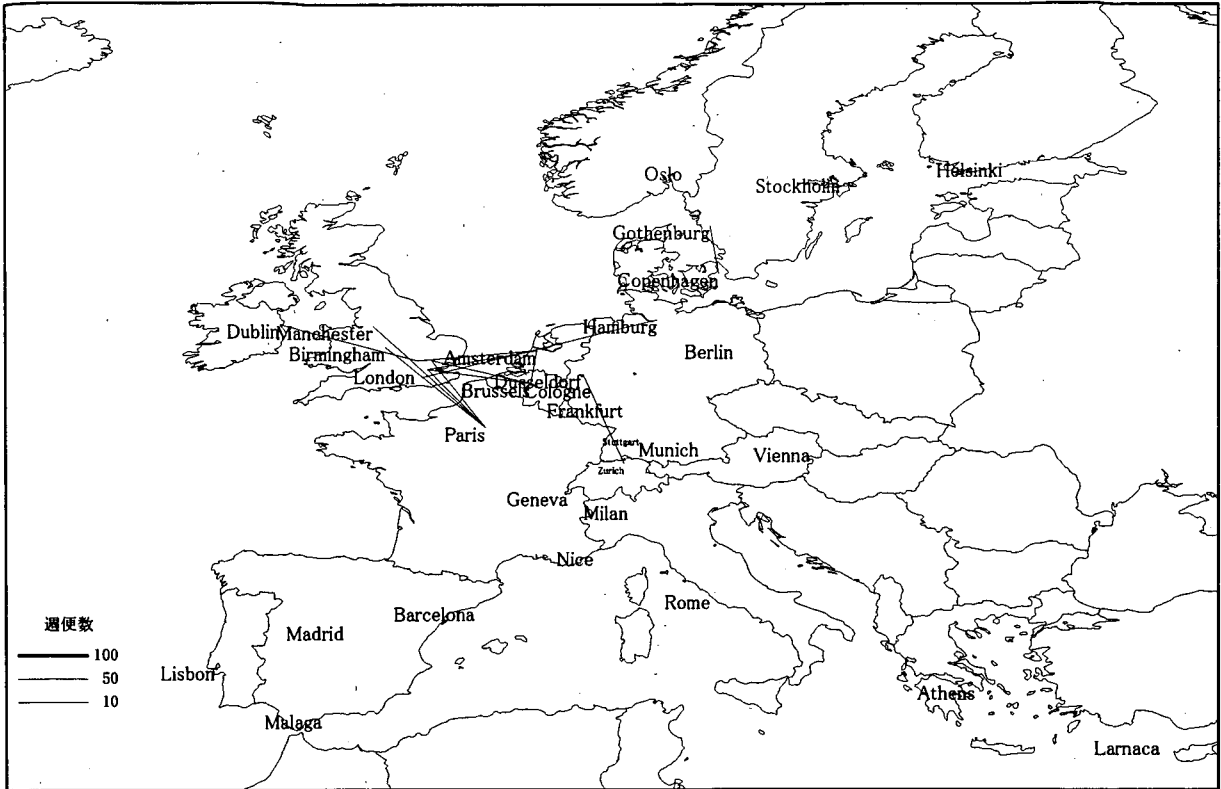 Oslo
Stockholm
Helsinki
Gothenburg
Copenhagen
Dublin
Manchester
Hamburg
Birmingham
Amsterdam
Berlin
London
Dusseldorf
Brussels
Cologne
Frankfurt
Paris
Stuttgart
Munich
Vienna
Zurich
Geneva
Milan
Nice
Rome
Barcelona
Madrid
Lisbon
Malaga
Athens
Larnaca
週便数
100
50
10